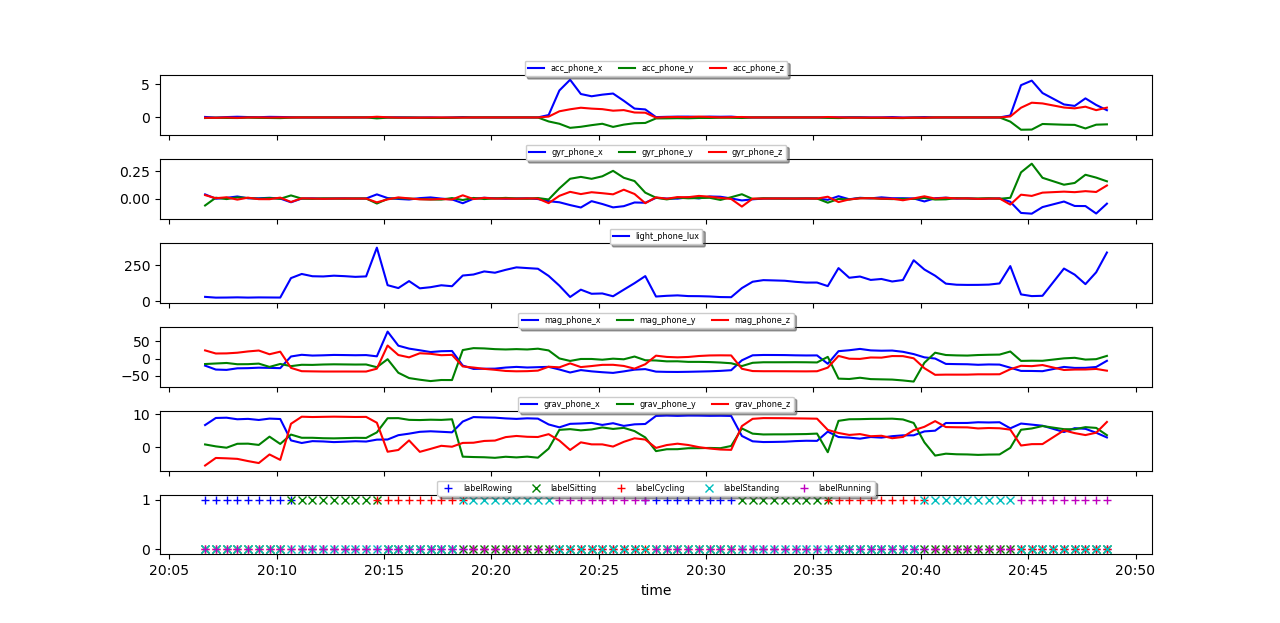 acc_phone_x acc_phone_y acc_phone_z
5
0
gyr_phone_x gyr_phone_y gyr_phone_z
0.25
0.00
light_phone_lux
250
0
mag_phone_x mag_phone_y mag_phone_z
50
0
−50
grav_phone_x grav_phone_y grav_phone_z
10
0
labelRowing labelSitting labelCycling labelStanding labelRunning
1
0
20:05 20:10 20:15 20:20 20:25 20:30 20:35 20:40 20:45 20:50
time